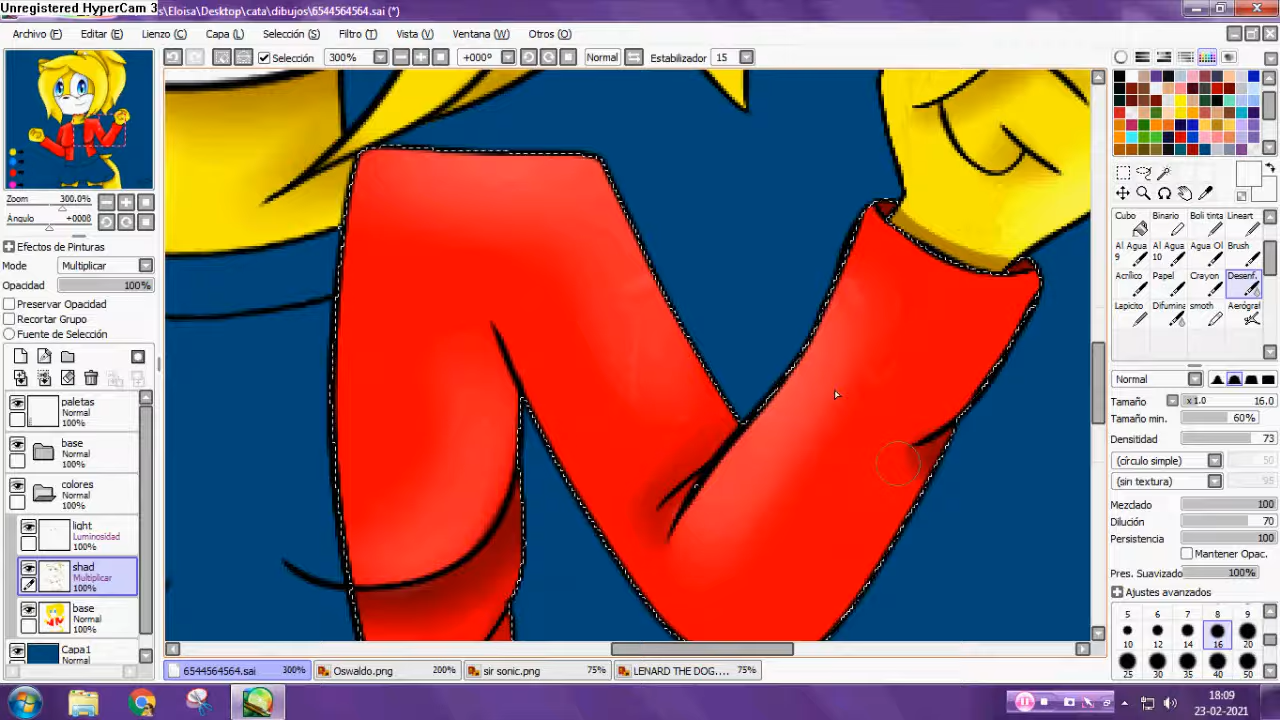 Unregistered HyperCam 3
s\Eloisa\Desktop\cata\dibujos\6544564564.sai (*)
Archivo (F) Editar (E) Lienzo (C) Capa (L) Selección (S) Filtro (T) Vista (V) Ventana (W) Otros (O)
Selección 300% +000° Normal Estabilizador 15
Zoom 300.0%
Ángulo +000θ
Efectos de Pinturas
Mode Multiplicar
Opacidad 100%
Preservar Opacidad
Recortar Grupo
Fuente de Selección
paletas
Normal
100%
base
Normal
100%
colores
Normal
100%
light
Luminosidad
100%
shad
Multiplicar
100%
base
Normal
100%
Capa1
Normal
Cubo Binario Boli tinta Lineart
Al Agua 9 Al Agua 10 Agua Ol Brush
Acrílico Papel Crayon Desenf.
Lapicito Difumina smoth Aerógraf
Normal
Tamaño x1.0 16.0
Tamaño mín. 60%
Densitidad 73
(círculo simple) 50
(sin textura) 95
Mezclado 100
Dilución 70
Persistencia 100
Mantener Opac.
Pres. Suavizado 100%
Ajustes avanzados
5 6 7 8 9
10 12 14 16 20
25 30 35 40 50
6544564564.sai 300% Oswaldo.png 200% sir sonic.png 75% LENARD THE DOG.... 75%
18:09
23-02-2021